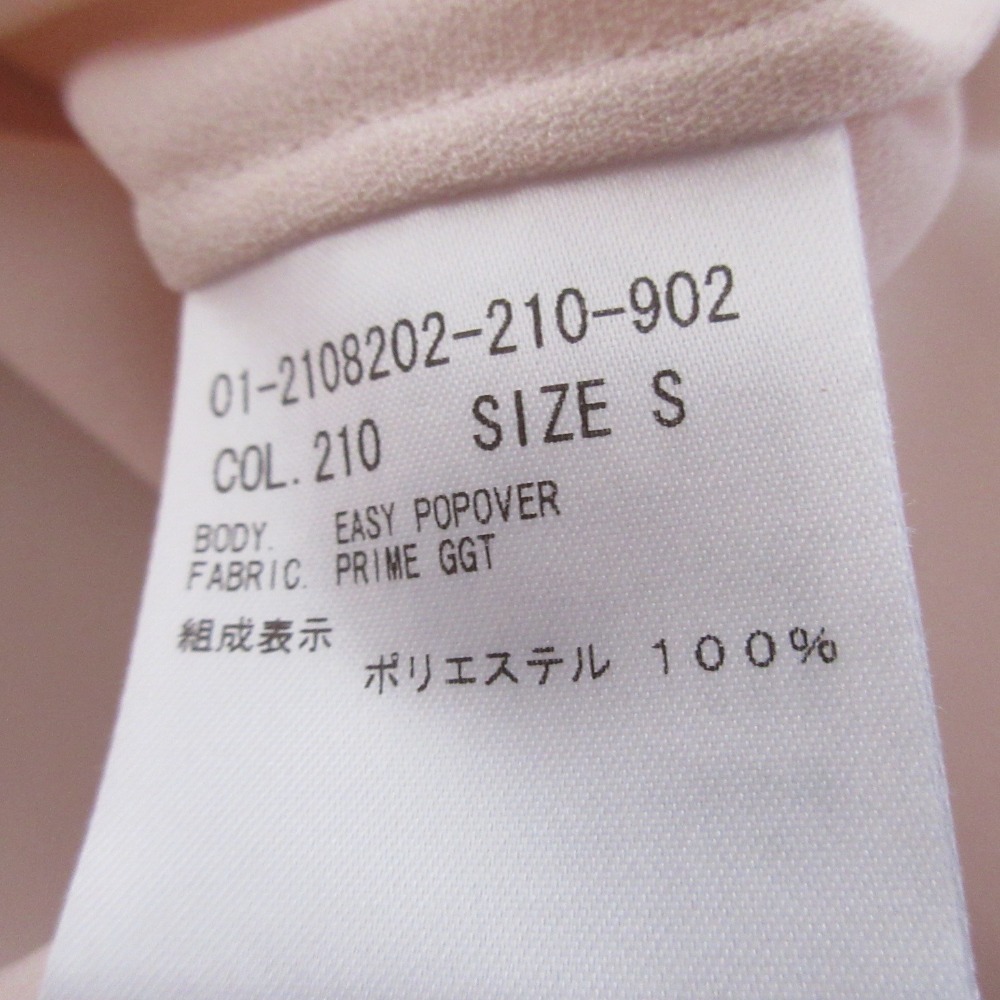 01-2108202-210-902
COL. 210 SIZE S
BODY. EASY POPOVER
FABRIC. PRIME GGT
組成表示
ポリエステル 100%